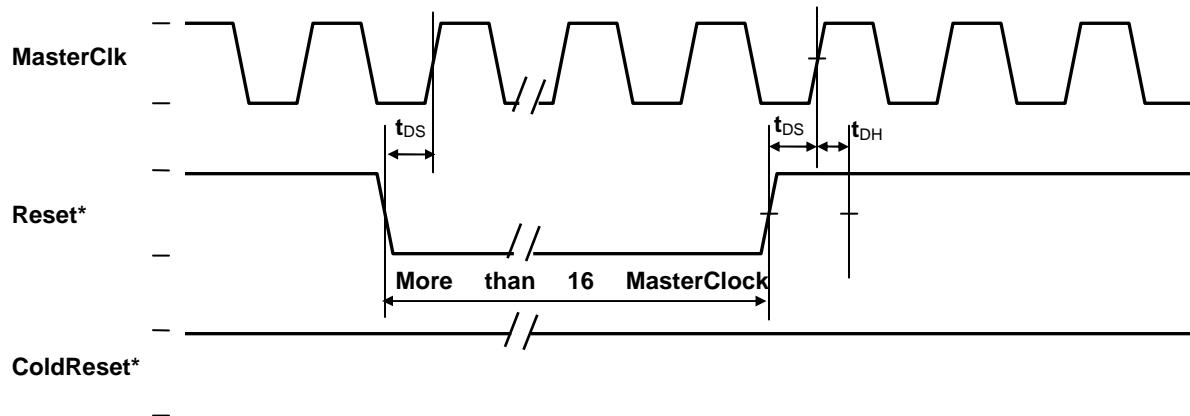 MasterClk
tDS
tDS
tDH
Reset*
More than 16 MasterClock
ColdReset*